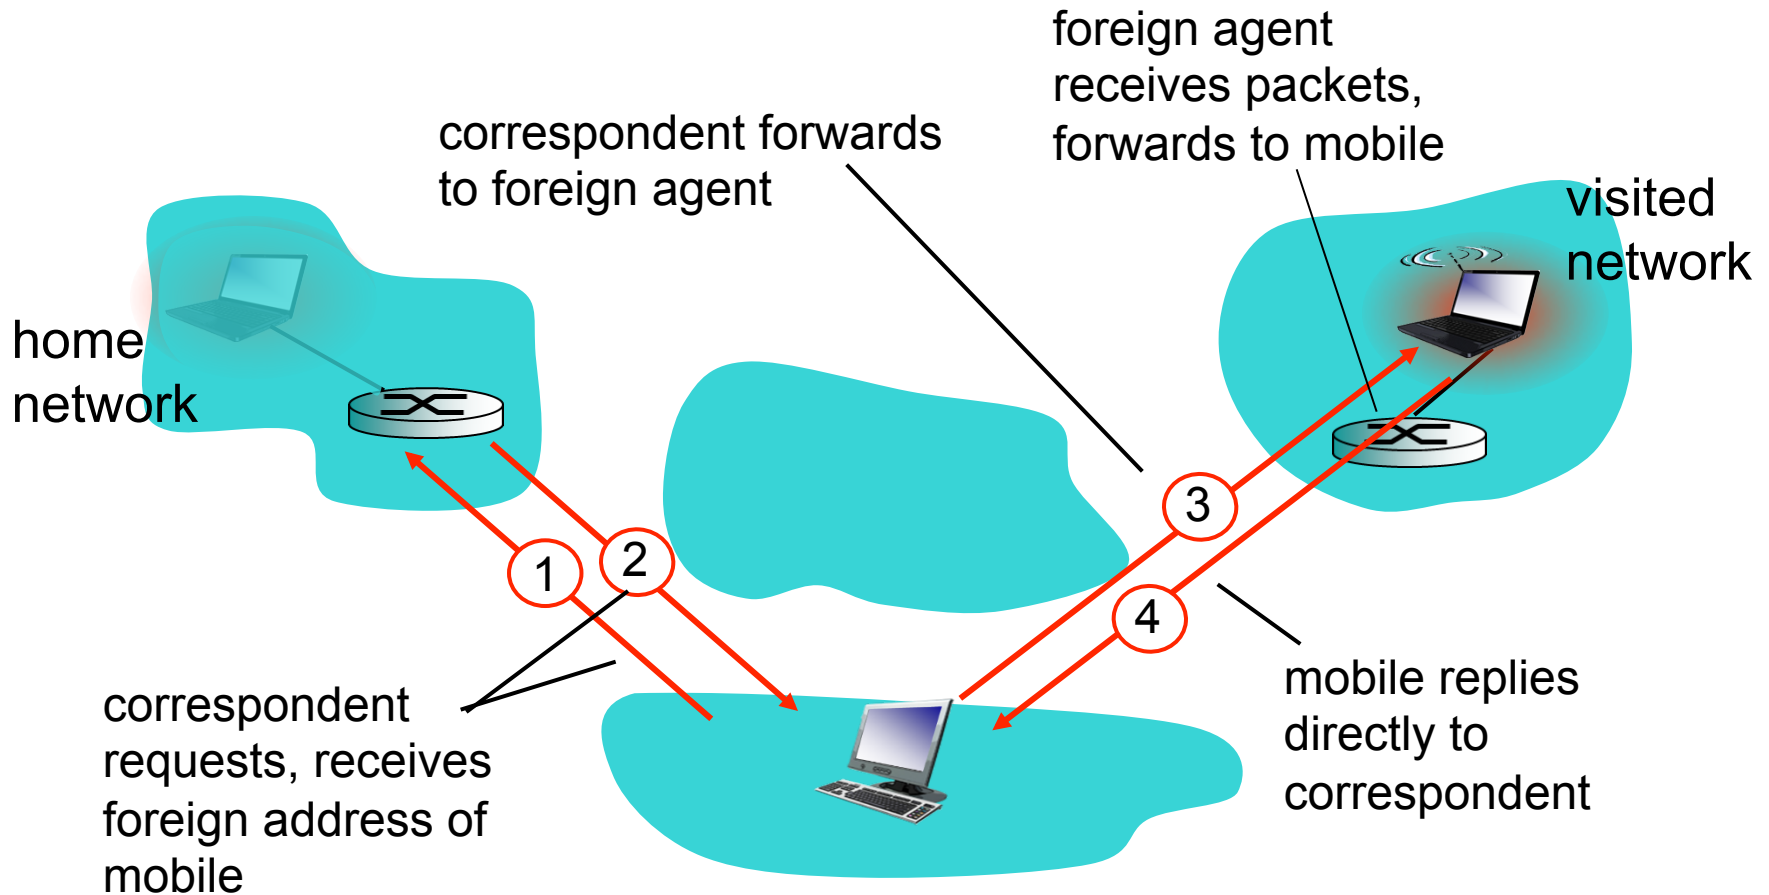 foreign agent
receives packets,
forwards to mobile
correspondent forwards
to foreign agent
visited
network
home
network
3
2
1
4
correspondent
requests, receives
foreign address of
mobile
mobile replies
directly to
correspondent